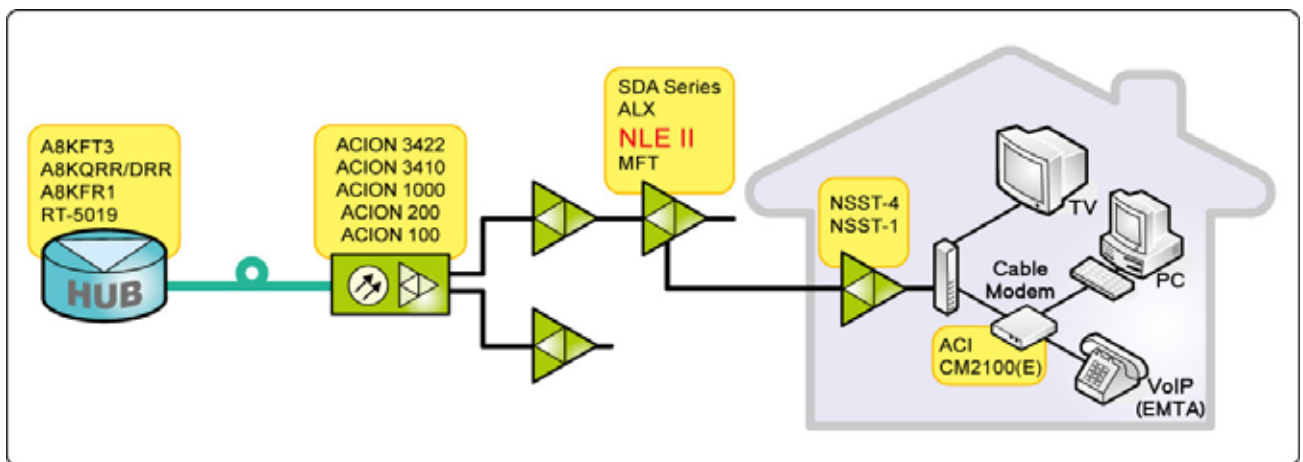 A8KFT3
A8KQRR/DRR
A8KFR1
RT-5019
HUB
ACION 3422
ACION 3410
ACION 1000
ACION 200
ACION 100
SDA Series
ALX
NLE II
MFT
NSST-4
NSST-1
TV
PC
Cable
Modem
ACI
CM2100(E)
VoIP
(EMTA)